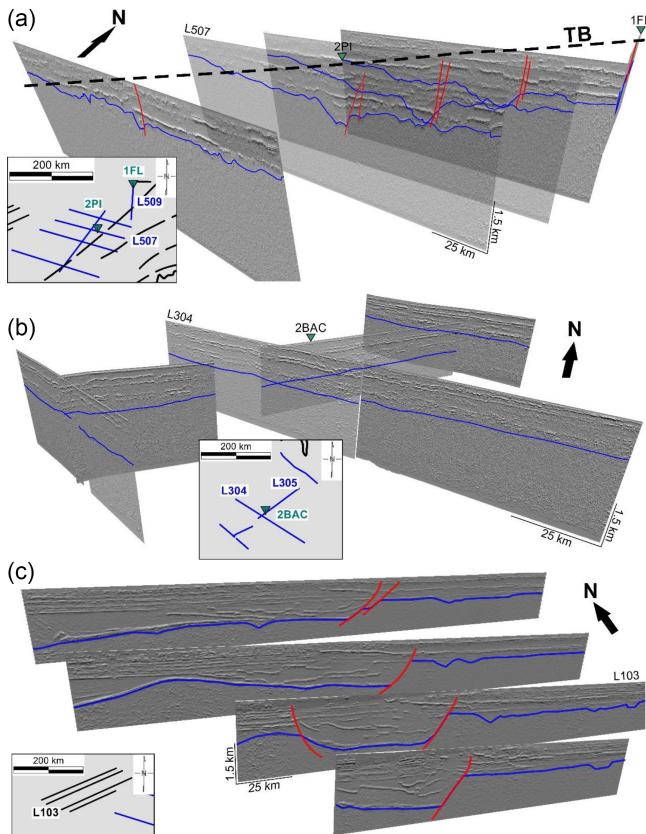 (a)
N
L507
2PI
TB
1FL
200 km
N
1FL
2PI
L509
L507
1.5 km
25 km
(b)
L304
2BAC
N
200 km
N
L304
L305
2BAC
1.5 km
25 km
(c)
N
L103
200 km
N
L103
1.5 km
25 km